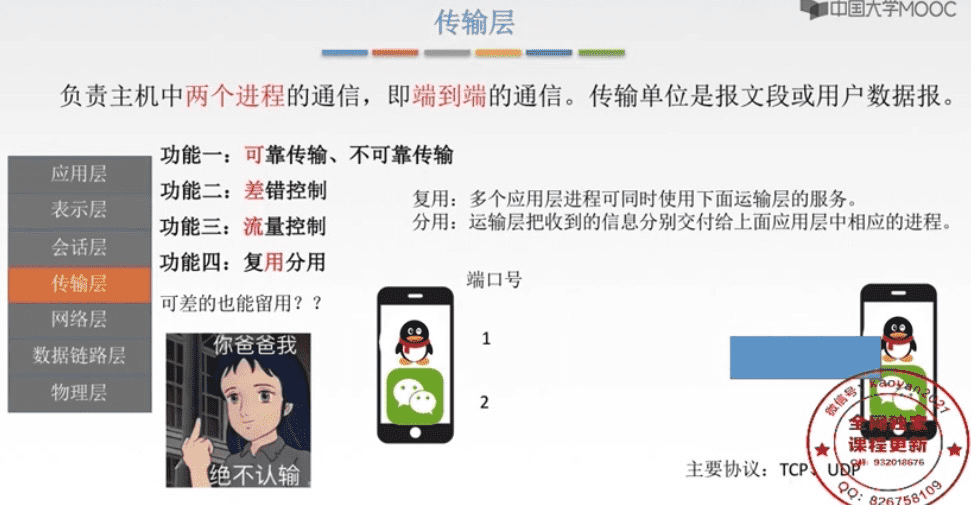 中国大学MOOC
传输层
负责主机中两个进程的通信，即端到端的通信。传输单位是报文段或用户数据报。
应用层
表示层
会话层
传输层
网络层
数据链路层
物理层
功能一：可靠传输、不可靠传输
功能二：差错控制
功能三：流量控制
功能四：复用分用
可差的也能留用？？
复用：多个应用层进程可同时使用下面运输层的服务。
分用：运输层把收到的信息分别交付给上面应用层中相应的进程。
端口号
1
2
你爸爸我
绝不认输
主要协议：TCP、UDP
微信号：kaoyan2021
全网独家
课程更新
Q群：932018676
QQ：826758109